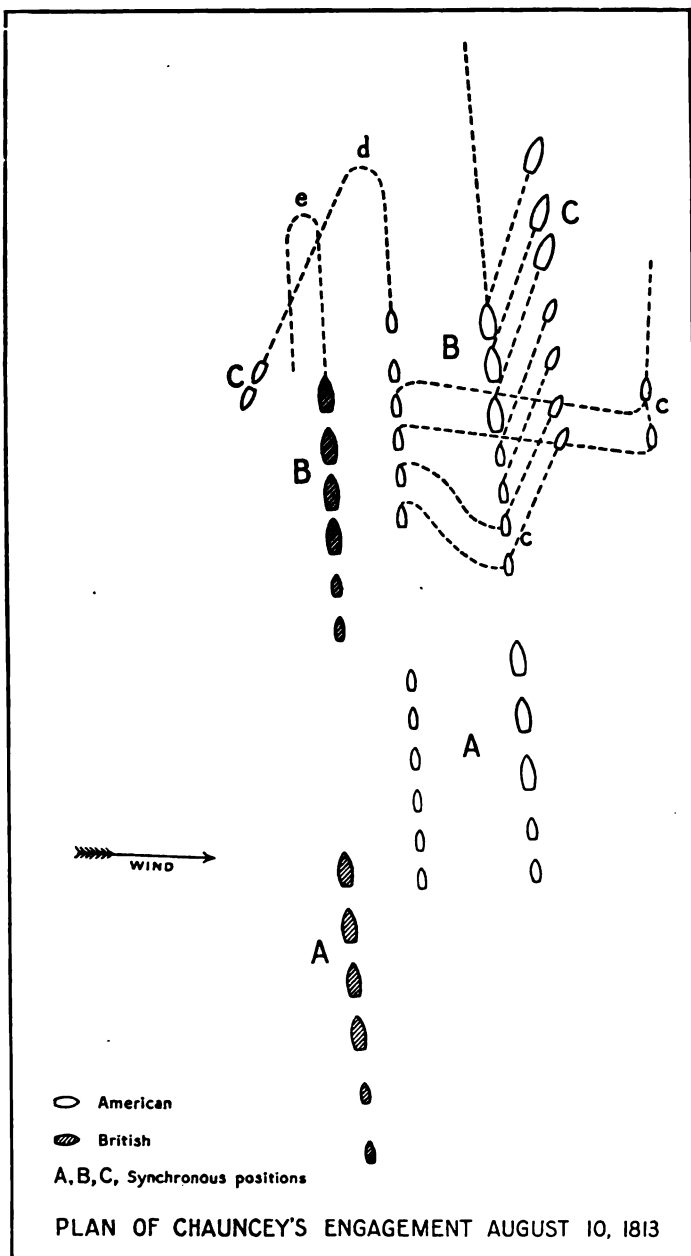 d
e
C
B
C
c
B
c
A
WIND
A
American
British
A, B, C, Synchronous positions
PLAN OF CHAUNCEY'S ENGAGEMENT AUGUST 10, 1813